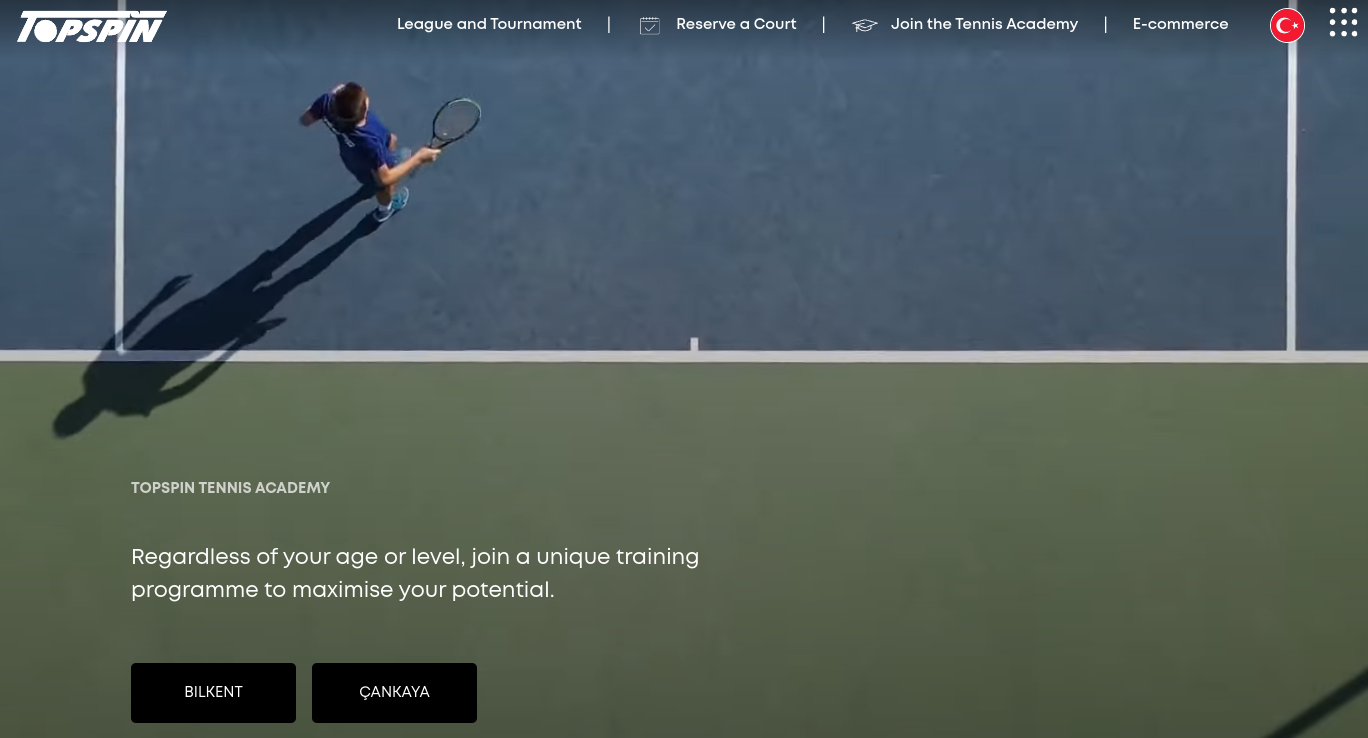 TOPSPIN
League and Tournament | Reserve a Court | Join the Tennis Academy | E-commerce
TOPSPIN TENNIS ACADEMY
Regardless of your age or level, join a unique training
programme to maximise your potential.
BILKENT
ÇANKAYA